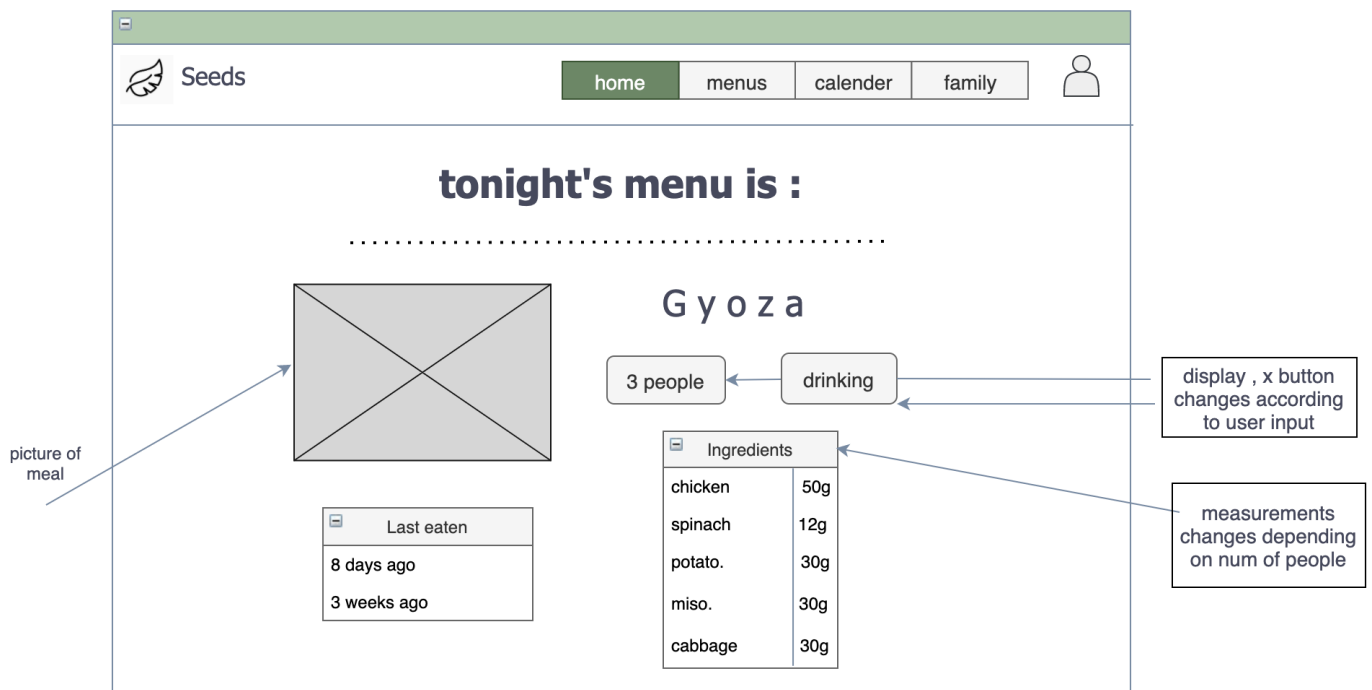 Seeds
home
menus
calender
family
tonight's menu is :
G y o z a
3 people
drinking
display , x button
changes according
to user input
picture of
meal
Ingredients
chicken 50g
spinach 12g
potato. 30g
miso. 30g
cabbage 30g
measurements
changes depending
on num of people
Last eaten
8 days ago
3 weeks ago